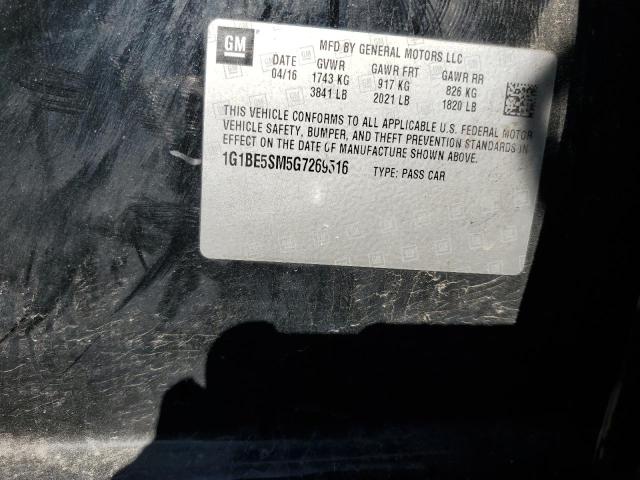 GM
MFD BY GENERAL MOTORS LLC
DATE GVWR GAWR FRT GAWR RR
04/16 1743 KG 917 KG 826 KG
3841 LB 2021 LB 1820 LB
THIS VEHICLE CONFORMS TO ALL APPLICABLE U.S. FEDERAL MOTOR
VEHICLE SAFETY, BUMPER, AND THEFT PREVENTION STANDARDS IN
EFFECT ON THE DATE OF MANUFACTURE SHOWN ABOVE.
1G1BE5SM5G7269516 TYPE: PASS CAR